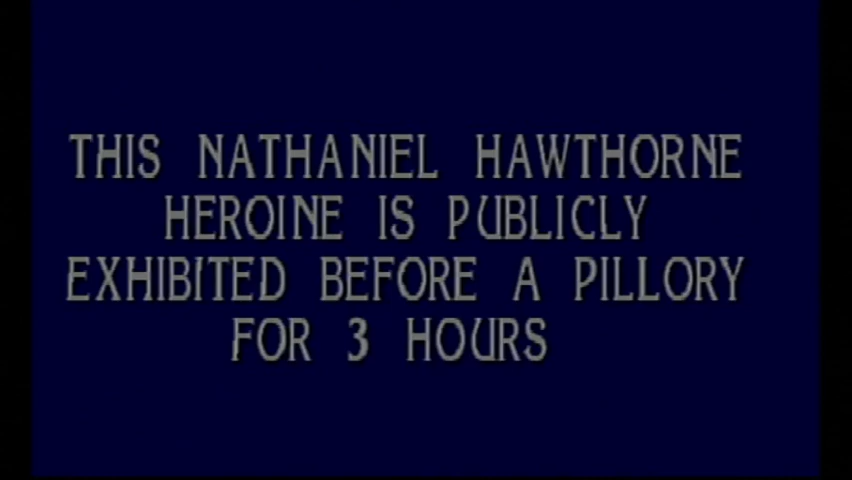 THIS NATHANIEL HAWTHORNE
HEROINE IS PUBLICLY
EXHIBITED BEFORE A PILLORY
FOR 3 HOURS